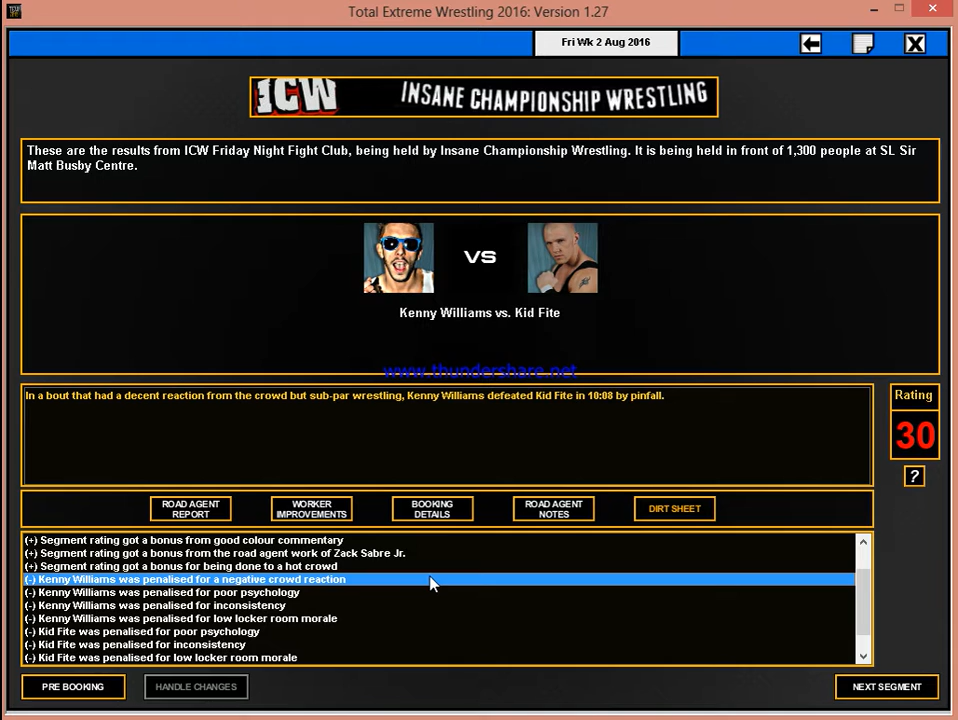 Total Extreme Wrestling 2016: Version 1.27
Fri Wk 2 Aug 2016
ICW INSANE CHAMPIONSHIP WRESTLING
These are the results from ICW Friday Night Fight Club, being held by Insane Championship Wrestling. It is being held in front of 1,300 people at SL Sir
Matt Busby Centre.
VS
Kenny Williams vs. Kid Fite
www.thundershare.net
In a bout that had a decent reaction from the crowd but sub-par wrestling, Kenny Williams defeated Kid Fite in 10:08 by pinfall.
Rating
30
?
ROAD AGENT
REPORT
WORKER
IMPROVEMENTS
BOOKING
DETAILS
ROAD AGENT
NOTES
DIRT SHEET
(+) Segment rating got a bonus from good colour commentary
(+) Segment rating got a bonus from the road agent work of Zack Sabre Jr.
(+) Segment rating got a bonus for being done to a hot crowd
(-) Kenny Williams was penalised for a negative crowd reaction
(-) Kenny Williams was penalised for poor psychology
(-) Kenny Williams was penalised for inconsistency
(-) Kenny Williams was penalised for low locker room morale
(-) Kid Fite was penalised for poor psychology
(-) Kid Fite was penalised for inconsistency
(-) Kid Fite was penalised for low locker room morale
PRE BOOKING
HANDLE CHANGES
NEXT SEGMENT